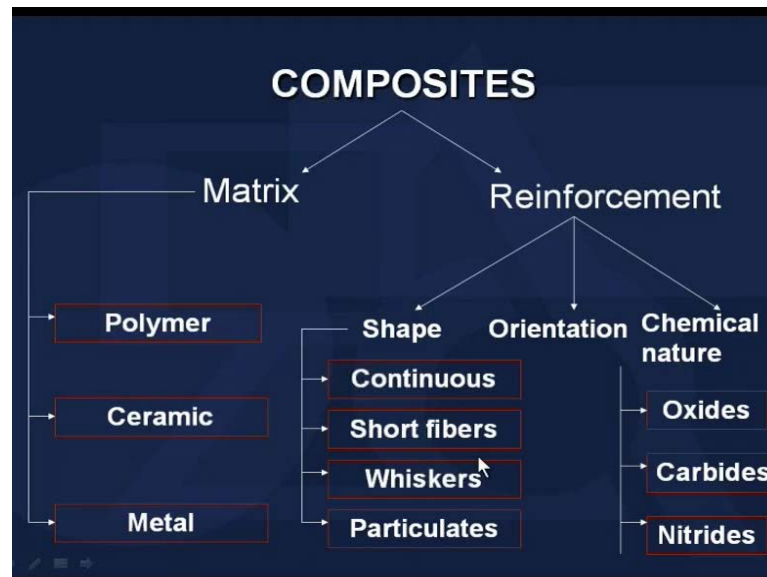 COMPOSITES
Matrix
Reinforcement
Polymer
Ceramic
Metal
Shape
Continuous
Short fibers
Whiskers
Particulates
Orientation
Chemical
nature
Oxides
Carbides
Nitrides